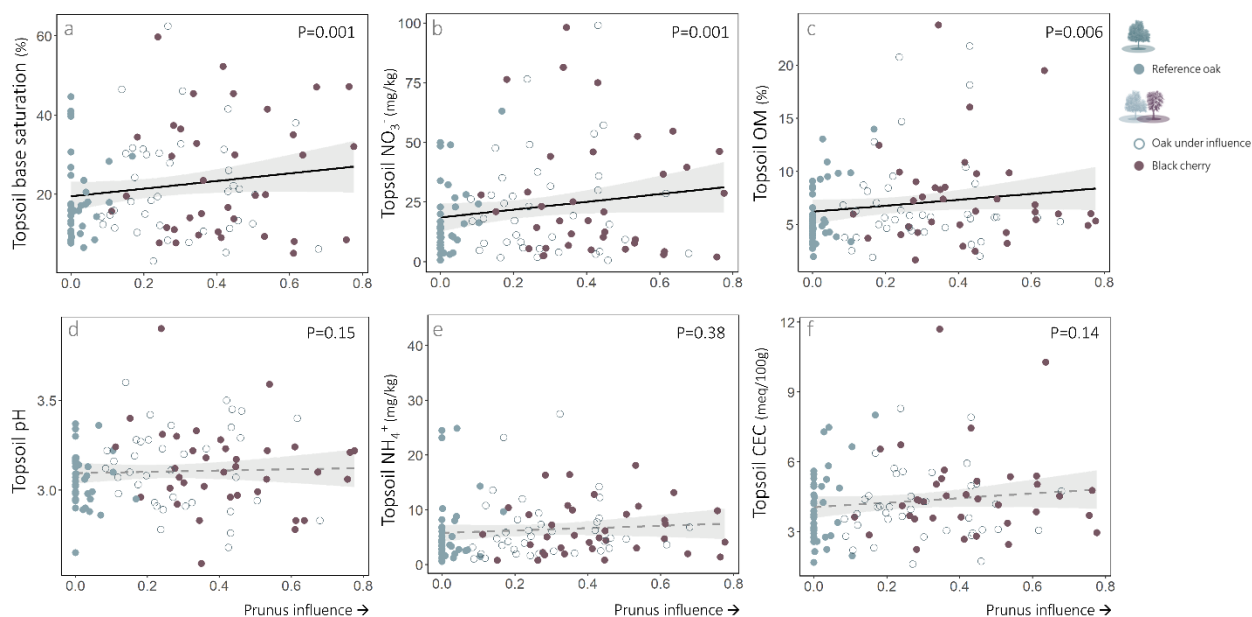 a
P=0.001
Topsoil base saturation (%)
60
40
20
0.0 0.2 0.4 0.6 0.8
b
P=0.001
Topsoil NO₃⁻ (mg/kg)
100
75
50
25
0
0.0 0.2 0.4 0.6 0.8
c
P=0.006
Topsoil OM (%)
20
15
10
5
0.0 0.2 0.4 0.6 0.8
Reference oak
Oak under influence
Black cherry
d
P=0.15
Topsoil pH
3.5
3.0
0.0 0.2 0.4 0.6 0.8
Prunus influence →
e
P=0.38
Topsoil NH₄⁺ (mg/kg)
40
30
20
10
0
0.0 0.2 0.4 0.6 0.8
Prunus influence →
f
P=0.14
Topsoil CEC (meq/100g)
12
9
6
3
0.0 0.2 0.4 0.6 0.8
Prunus influence →